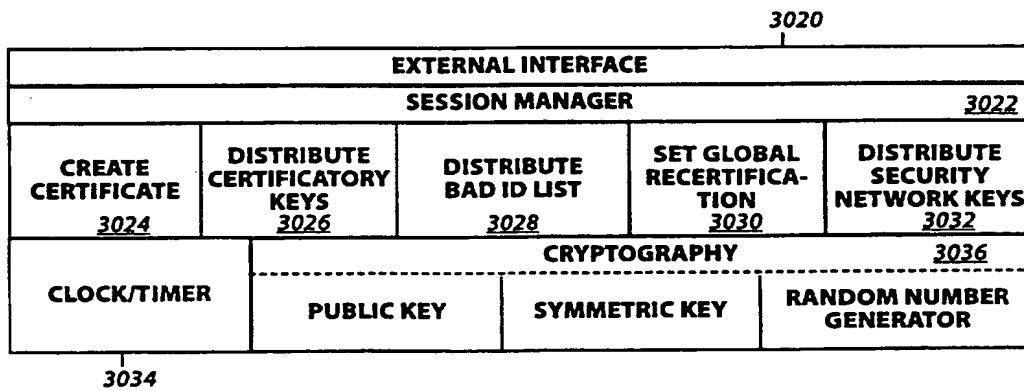 3020
EXTERNAL INTERFACE
SESSION MANAGER 3022
CREATE
CERTIFICATE
3024
DISTRIBUTE
CERTIFICATORY
KEYS
3026
DISTRIBUTE
BAD ID LIST
3028
SET GLOBAL
RECERTIFICA-
TION
3030
DISTRIBUTE
SECURITY
NETWORK KEYS
3032
CLOCK/TIMER
CRYPTOGRAPHY 3036
PUBLIC KEY
SYMMETRIC KEY
RANDOM NUMBER
GENERATOR
3034